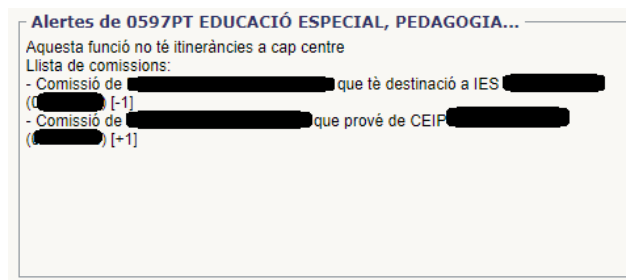 Alertes de 0597PT EDUCACIÓ ESPECIAL, PEDAGOGIA...
Aquesta funció no té itineràncies a cap centre
Llista de comissions:
- Comissió de que tè destinació a IES
( ) [-1]
- Comissió de que prové de CEIP
( ) [+1]